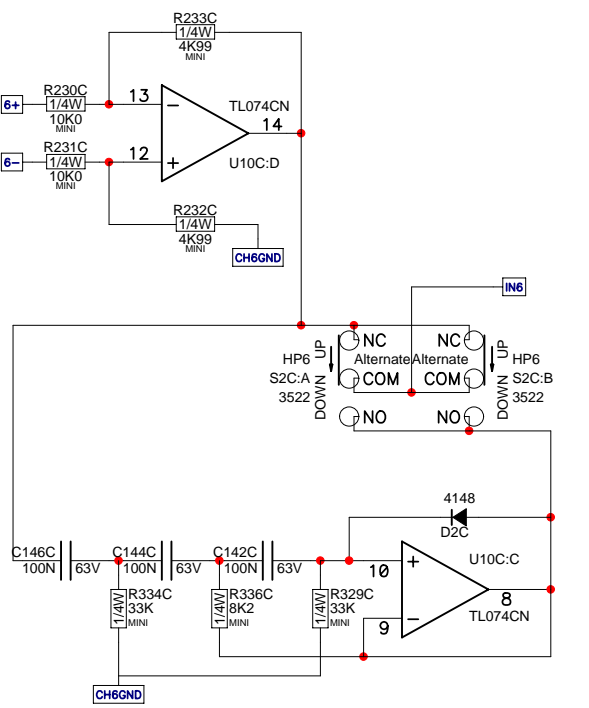 R233C
1/4W
4K99
MINI
6+
R230C
1/4W
10K0
MINI
13
TL074CN
14
6-
R231C
1/4W
10K0
MINI
12
U10C:D
R232C
1/4W
4K99
MINI
CH6GND
IN6
HP6
S2C:A
3522
UP
DOWN
NC
Alternate
COM
NO
NC
Alternate
COM
NO
UP
DOWN
HP6
S2C:B
3522
4148
D2C
C146C
100N
63V
C144C
100N
63V
C142C
100N
63V
10
U10C:C
8
TL074CN
9
R334C
1/4W
33K
MINI
R336C
1/4W
8K2
MINI
R329C
1/4W
33K
MINI
CH6GND